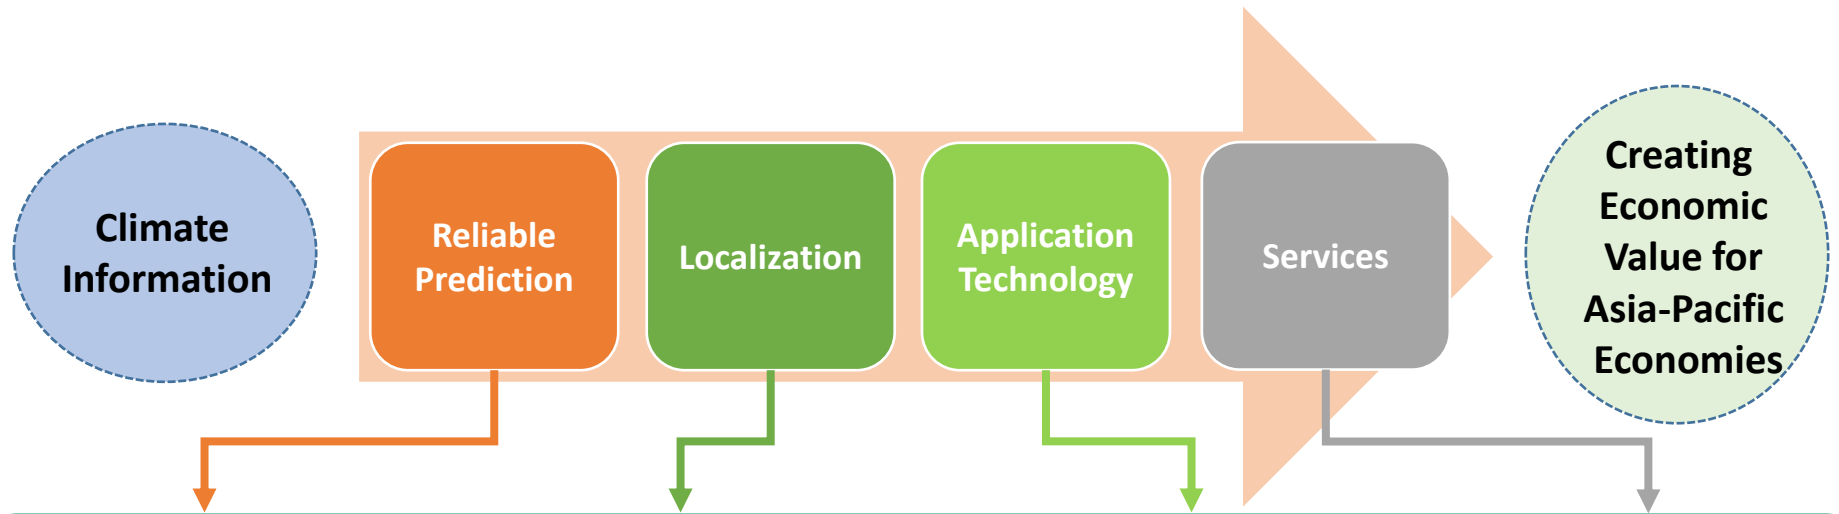 Climate
Information
Reliable
Prediction
Localization
Application
Technology
Services
Creating
Economic
Value for
Asia-Pacific
Economies